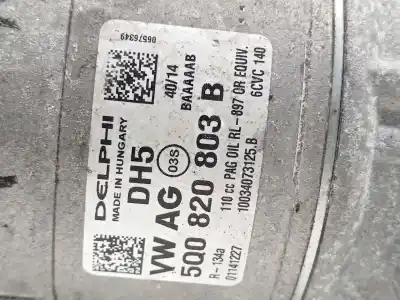 DELPHI
MADE IN HUNGARY
DH5
03S
VW AG
5Q0 820 803 B
R-134a
01141227
06576349
40/14
BAAAAAB
110 cc PAG OIL RL-897 OR EQUIV.
10034073125,B
6CVC 140